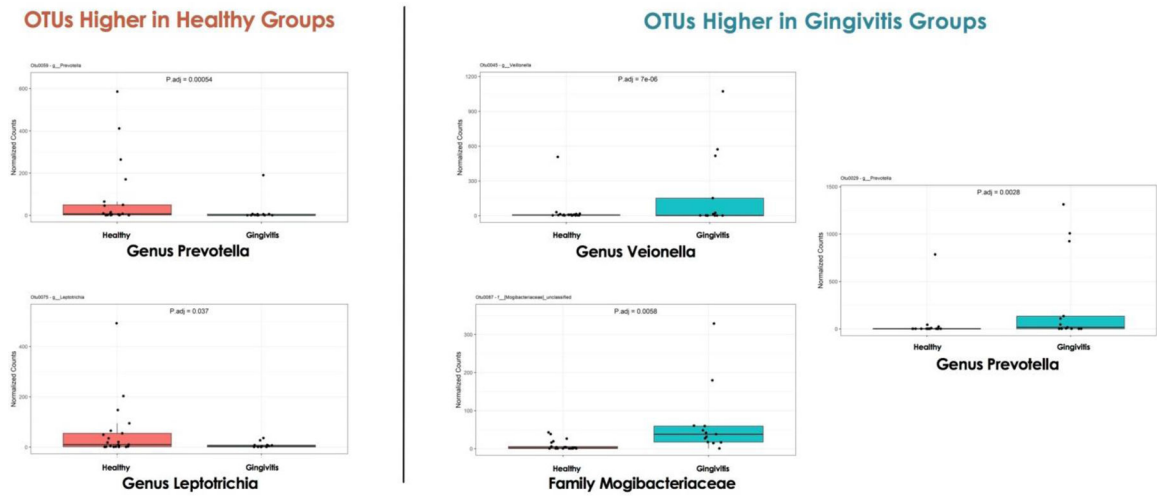 OTUs Higher in Healthy Groups
OTUs Higher in Gingivitis Groups
Otu0059 - g__Prevotella
P.adj = 0.00054
Normalized Counts
600
400
200
0
Healthy
Gingivitis
Genus Prevotella
Otu0075 - g__Leptotrichia
P.adj = 0.037
Normalized Counts
400
200
0
Healthy
Gingivitis
Genus Leptotrichia
Otu0045 - g__Veillonella
P.adj = 7e-06
Normalized Counts
1200
900
600
300
0
Healthy
Gingivitis
Genus Veionella
Otu0087 - f__[Mogibacteriaceae]_unclassified
P.adj = 0.0058
Normalized Counts
300
200
100
0
Healthy
Gingivitis
Family Mogibacteriaceae
Otu0029 - g__Prevotella
P.adj = 0.0028
Normalized Counts
1500
1000
500
0
Healthy
Gingivitis
Genus Prevotella